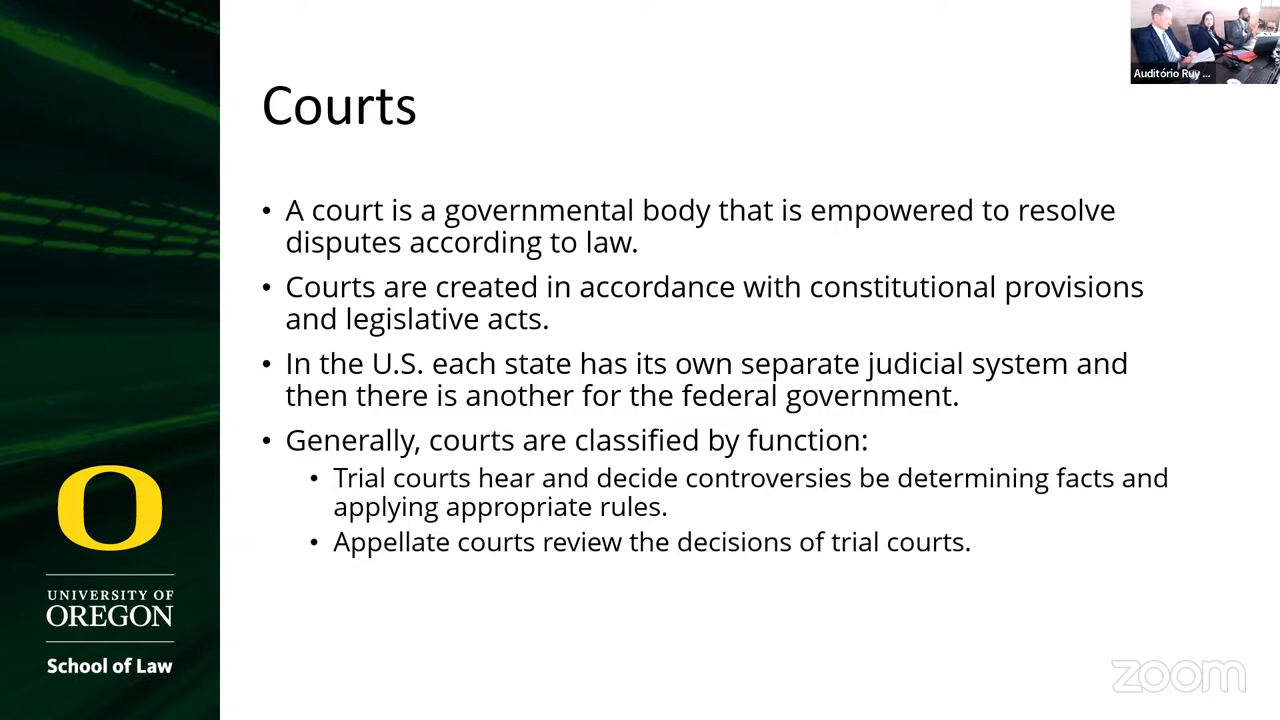 Auditório Ruy ...
Courts
• A court is a governmental body that is empowered to resolve
disputes according to law.
• Courts are created in accordance with constitutional provisions
and legislative acts.
• In the U.S. each state has its own separate judicial system and
then there is another for the federal government.
• Generally, courts are classified by function:
• Trial courts hear and decide controversies be determining facts and
applying appropriate rules.
• Appellate courts review the decisions of trial courts.
O
UNIVERSITY OF
OREGON
School of Law
zoom